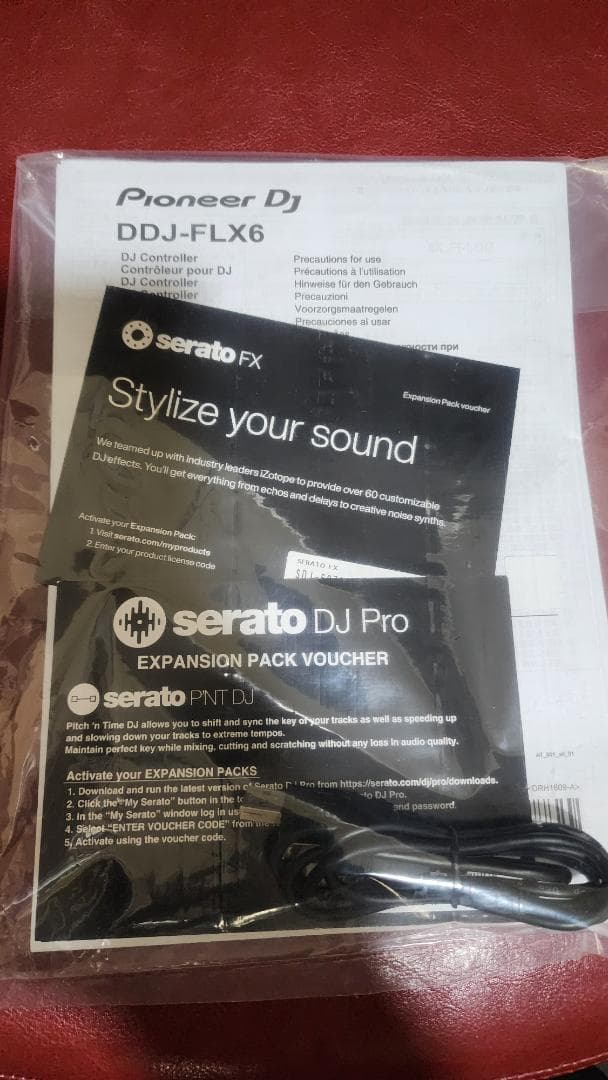 Pioneer Dj
DDJ-FLX6
DJ Controller
Contrôleur pour DJ
DJ Controller
Controller
Precautions for use
Précautions à l'utilisation
Hinweise für den Gebrauch
Precauzioni
Voorzorgsmaatregelen
Precauciones al usar
при
serato FX
Expansion Pack voucher
Stylize your sound
We teamed up with industry leaders iZotope to provide over 60 customizable
DJ effects. You'll get everything from echos and delays to creative noise synths.
Activate your Expansion Pack:
1. Visit serato.com/myproducts
2. Enter your product license code
SERATO FX
serato DJ Pro
EXPANSION PACK VOUCHER
serato P'NT DJ
Pitch 'n Time DJ allows you to shift and sync the key of your tracks as well as speeding up
and slowing down your tracks to extreme tempos.
Maintain perfect key while mixing, cutting and scratching without any loss in audio quality.
Activate your EXPANSION PACKS
1. Download and run the latest version of Serato DJ Pro from https://serato.com/dj/pro/downloads.
2. Click the "My Serato" button in the to DJ Pro.
3. In the "My Serato" window log in and password.
4. Select "ENTER VOUCHER CODE" from
5. Activate using the voucher code.
<DRH1609-A>